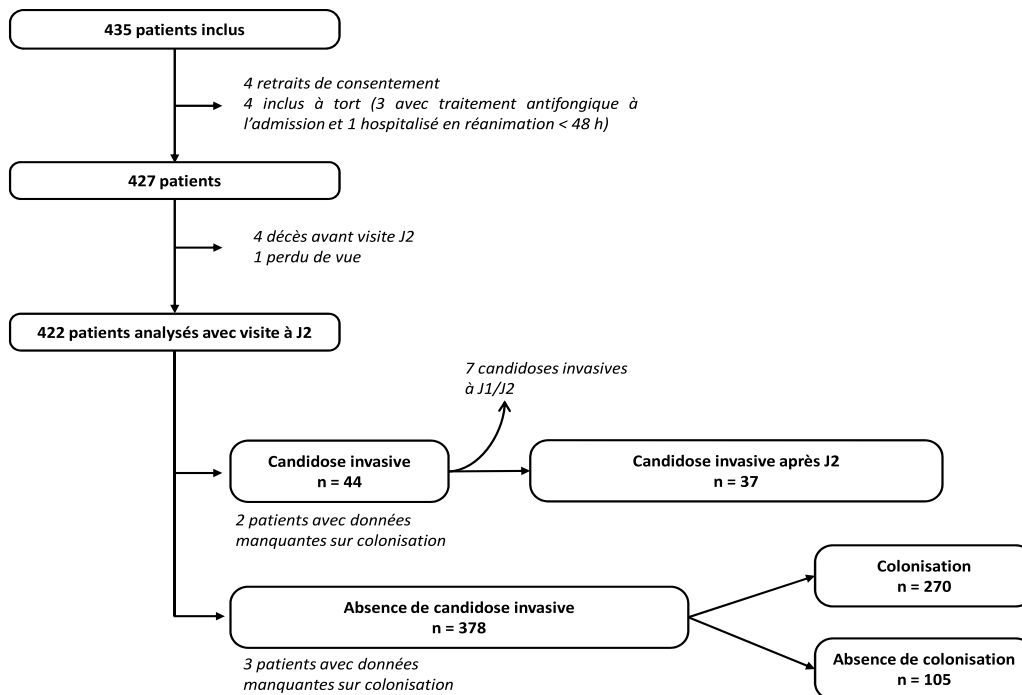 435 patients inclus
4 retraits de consentement
4 inclus à tort (3 avec traitement antifongique à
l'admission et 1 hospitalisé en réanimation < 48 h)
427 patients
4 décès avant visite J2
1 perdu de vue
422 patients analysés avec visite à J2
7 candidoses invasives
à J1/J2
Candidose invasive
n = 44
Candidose invasive après J2
n = 37
2 patients avec données
manquantes sur colonisation
Colonisation
n = 270
Absence de candidose invasive
n = 378
Absence de colonisation
n = 105
3 patients avec données
manquantes sur colonisation